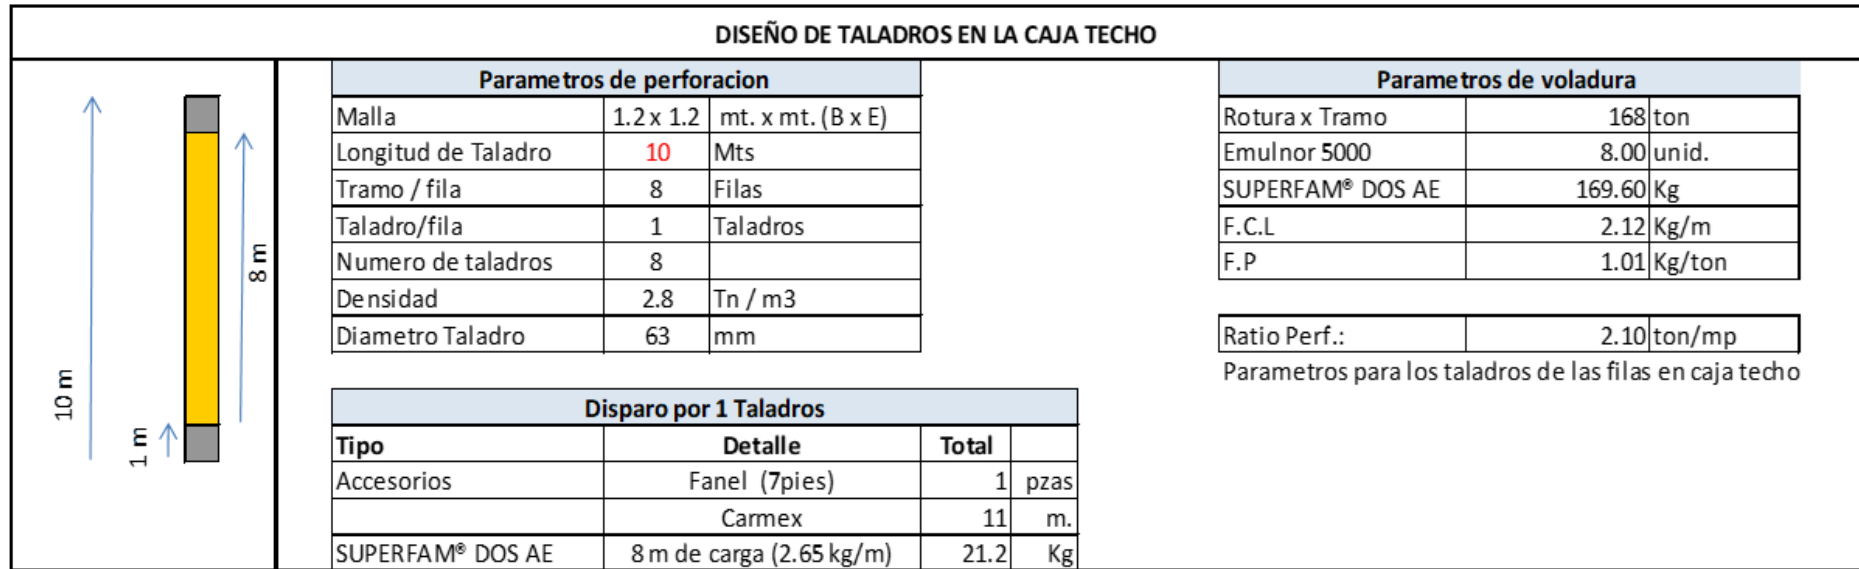 DISEÑO DE TALADROS EN LA CAJA TECHO
10 m
1 m
8 m
Parametros de perforacion
Malla 1.2 x 1.2 mt. x mt. (B x E)
Longitud de Taladro 10 Mts
Tramo / fila 8 Filas
Taladro/fila 1 Taladros
Numero de taladros 8
Densidad 2.8 Tn / m3
Diametro Taladro 63 mm
Parametros de voladura
Rotura x Tramo 168 ton
Emulnor 5000 8.00 unid.
SUPERFAM® DOS AE 169.60 Kg
F.C.L 2.12 Kg/m
F.P 1.01 Kg/ton
Ratio Perf.: 2.10 ton/mp
Parametros para los taladros de las filas en caja techo
Disparo por 1 Taladros
Tipo Detalle Total
Accesorios Fanel (7pies) 1 pzas
Carmex 11 m.
SUPERFAM® DOS AE 8 m de carga (2.65 kg/m) 21.2 Kg